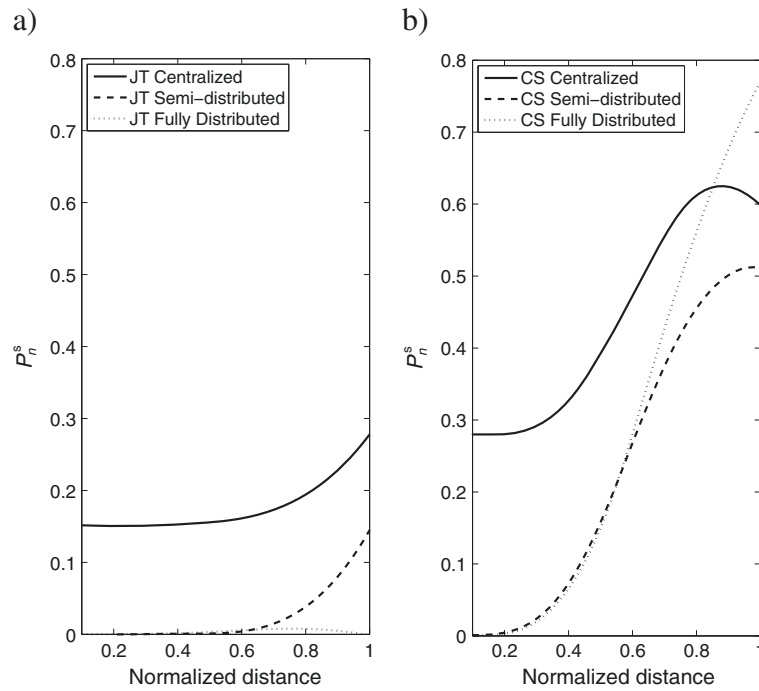 a)
0.8
0.7
0.6
0.5
0.4
0.3
0.2
0.1
0
P_n^s
JT Centralized
JT Semi-distributed
JT Fully Distributed
0.2 0.4 0.6 0.8 1
Normalized distance
b)
0.8
0.7
0.6
0.5
0.4
0.3
0.2
0.1
0
P_n^s
CS Centralized
CS Semi-distributed
CS Fully Distributed
0.2 0.4 0.6 0.8 1
Normalized distance